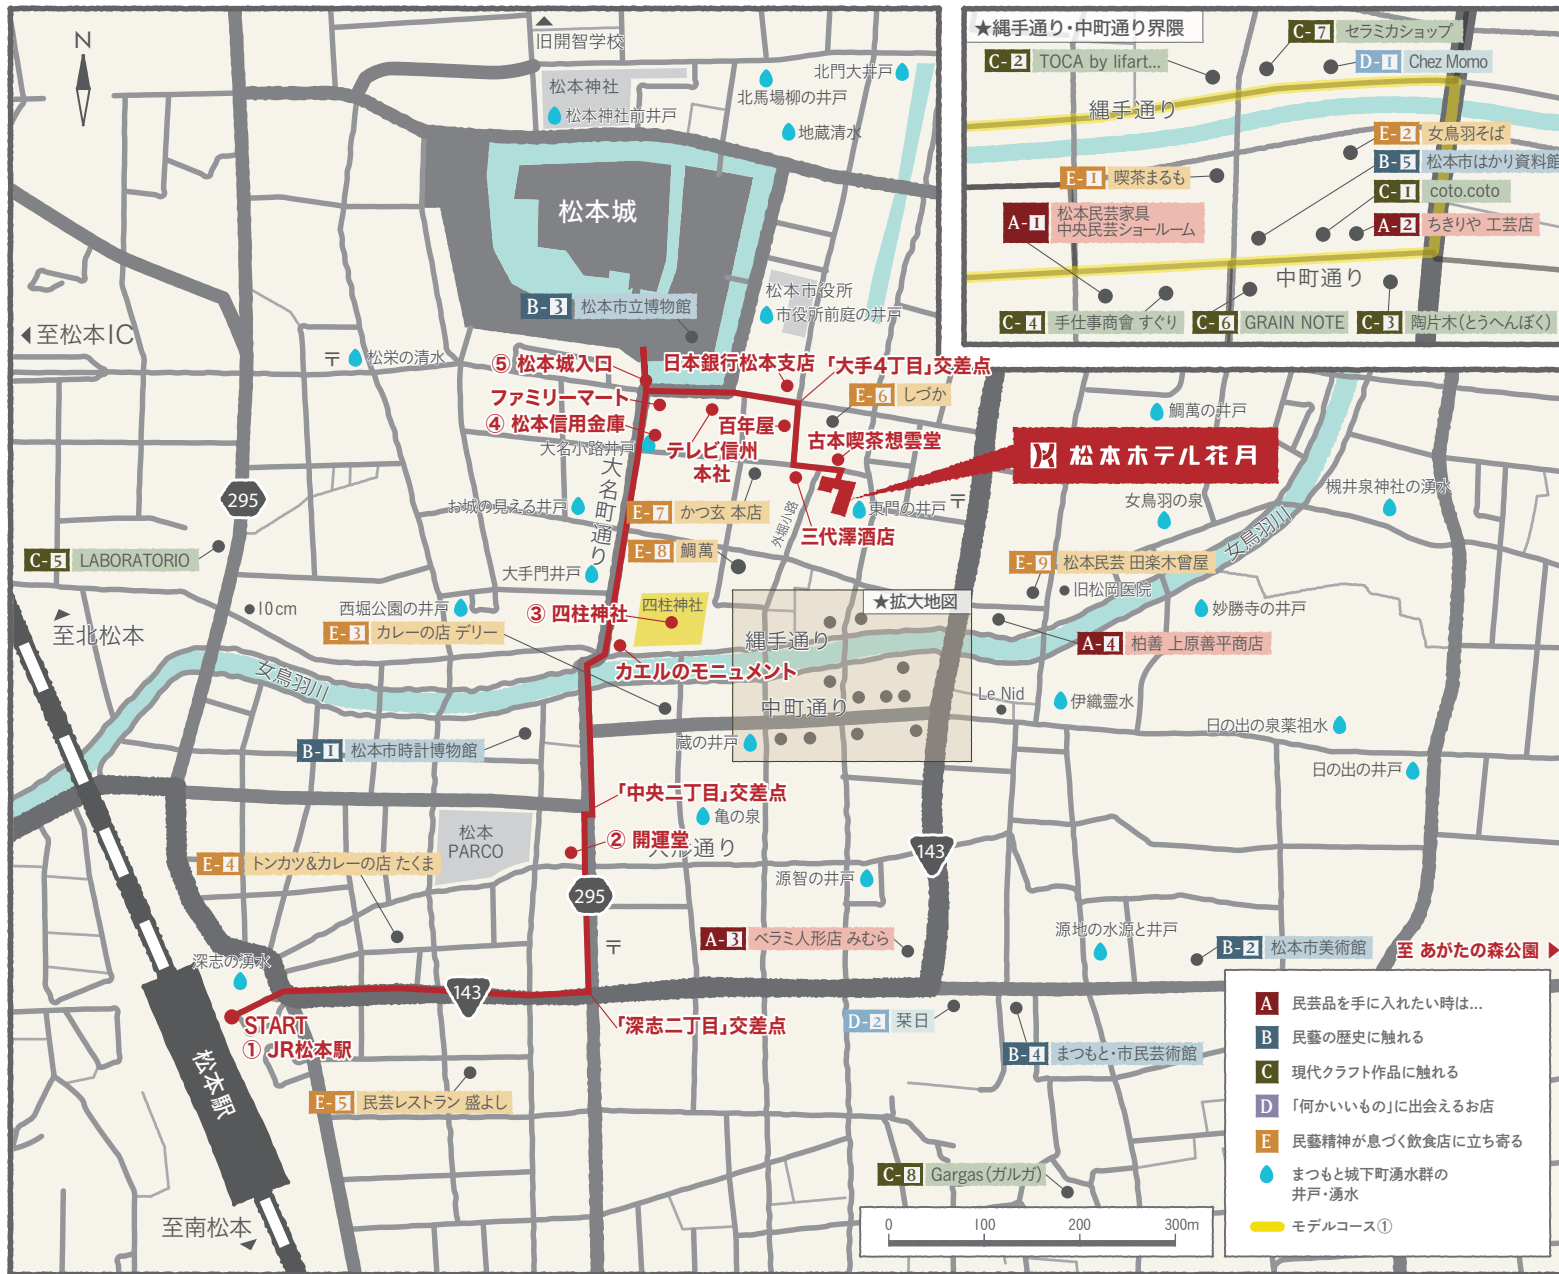 N
旧開智学校
松本神社
松本神社前井戸
北馬場柳の井戸
北門大井戸
地蔵清水
松本城
B-3 松本市立博物館
松本市役所
市役所前庭の井戸
至松本IC
〒
松栄の清水
⑤ 松本城入口
日本銀行松本支店
「大手4丁目」交差点
ファミリーマート
E-6 しづか
④ 松本信用金庫
百年屋
大名小路井戸
テレビ信州
本社
古本喫茶想雲堂
松本ホテル花月
鯛萬の井戸
大名町通り
295
お城の見える井戸
E-7 かつ玄 本店
外堀小路
東門の井戸
〒
女鳥羽の泉
槻井泉神社の湧水
三代澤酒店
女鳥羽川
C-5 LABORATORIO
E-8 鯛萬
大手門井戸
E-9 松本民芸 田楽木曽屋
旧松岡医院
10cm
西堀公園の井戸
③ 四柱神社
四柱神社
★拡大地図
妙勝寺の井戸
至北松本
E-3 カレーの店 デリー
縄手通り
A-4 柏善 上原善平商店
カエルのモニュメント
女鳥羽川
中町通り
Le Nid
伊織霊水
日の出の泉薬祖水
B-1 松本市時計博物館
蔵の井戸
日の出の井戸
「中央二丁目」交差点
亀の泉
松本
PARCO
② 開運堂
人形通り
143
E-4 トンカツ&カレーの店 たくま
源智の井戸
295
A-3 ベラミ人形店 みむら
〒
源地の水源と井戸
B-2 松本市美術館
至 あがたの森公園
深志の湧水
143
START
① JR松本駅
「深志二丁目」交差点
D-2 栞日
B-4 まつもと・市民芸術館
松本駅
E-5 民芸レストラン 盛よし
C-8 Gargas(ガルガ)
至南松本
0 100 200 300m
★縄手通り・中町通り界隈
C-7 セラミカショップ
C-2 TOCA by lifart...
D-1 Chez Momo
縄手通り
E-2 女鳥羽そば
B-5 松本市はかり資料館
E-1 喫茶まるも
C-1 coto.coto
A-1 松本民芸家具
中央民芸ショールーム
A-2 ちきりや 工芸店
中町通り
C-4 手仕事商會 すぐり
C-6 GRAIN NOTE
C-3 陶片木(とうへんぼく)
A 民芸品を手に入れたい時は…
B 民藝の歴史に触れる
C 現代クラフト作品に触れる
D 「何かいいもの」に出会えるお店
E 民藝精神が息づく飲食店に立ち寄る
まつもと城下町湧水群の
井戸・湧水
モデルコース①